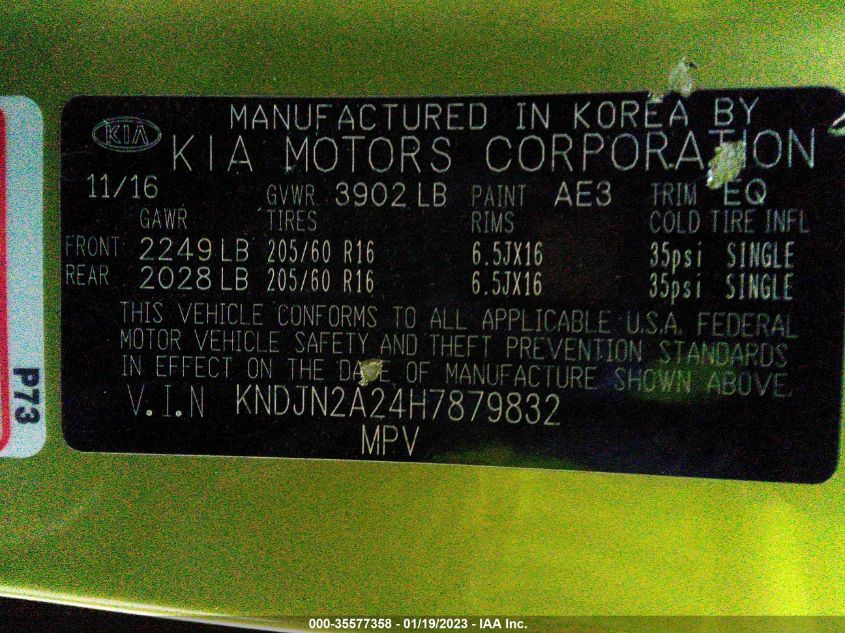 KIA MANUFACTURED IN KOREA BY
KIA MOTORS CORPORATION
11/16 GVWR 3902 LB PAINT AE3 TRIM EQ
GAWR TIRES RIMS COLD TIRE INFL
FRONT 2249 LB 205/60 R16 6.5JX16 35psi SINGLE
REAR 2028 LB 205/60 R16 6.5JX16 35psi SINGLE
THIS VEHICLE CONFORMS TO ALL APPLICABLE U.S.A. FEDERAL
MOTOR VEHICLE SAFETY AND THEFT PREVENTION STANDARDS
IN EFFECT ON THE DATE OF MANUFACTURE SHOWN ABOVE.
V.I.N KNDJN2A24H7879832
MPV
P73
000-35577358 - 01/19/2023 - IAA Inc.